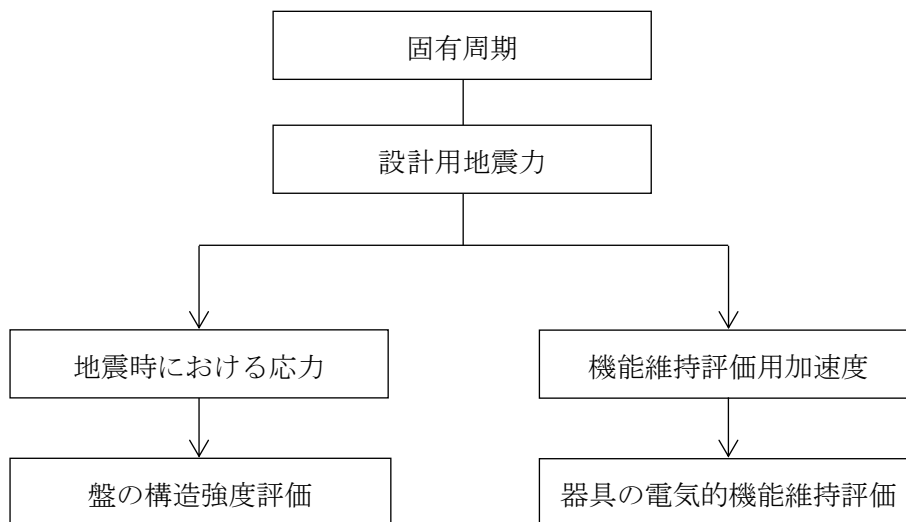 固有周期
設計用地震力
地震時における応力
機能維持評価用加速度
盤の構造強度評価
器具の電気的機能維持評価